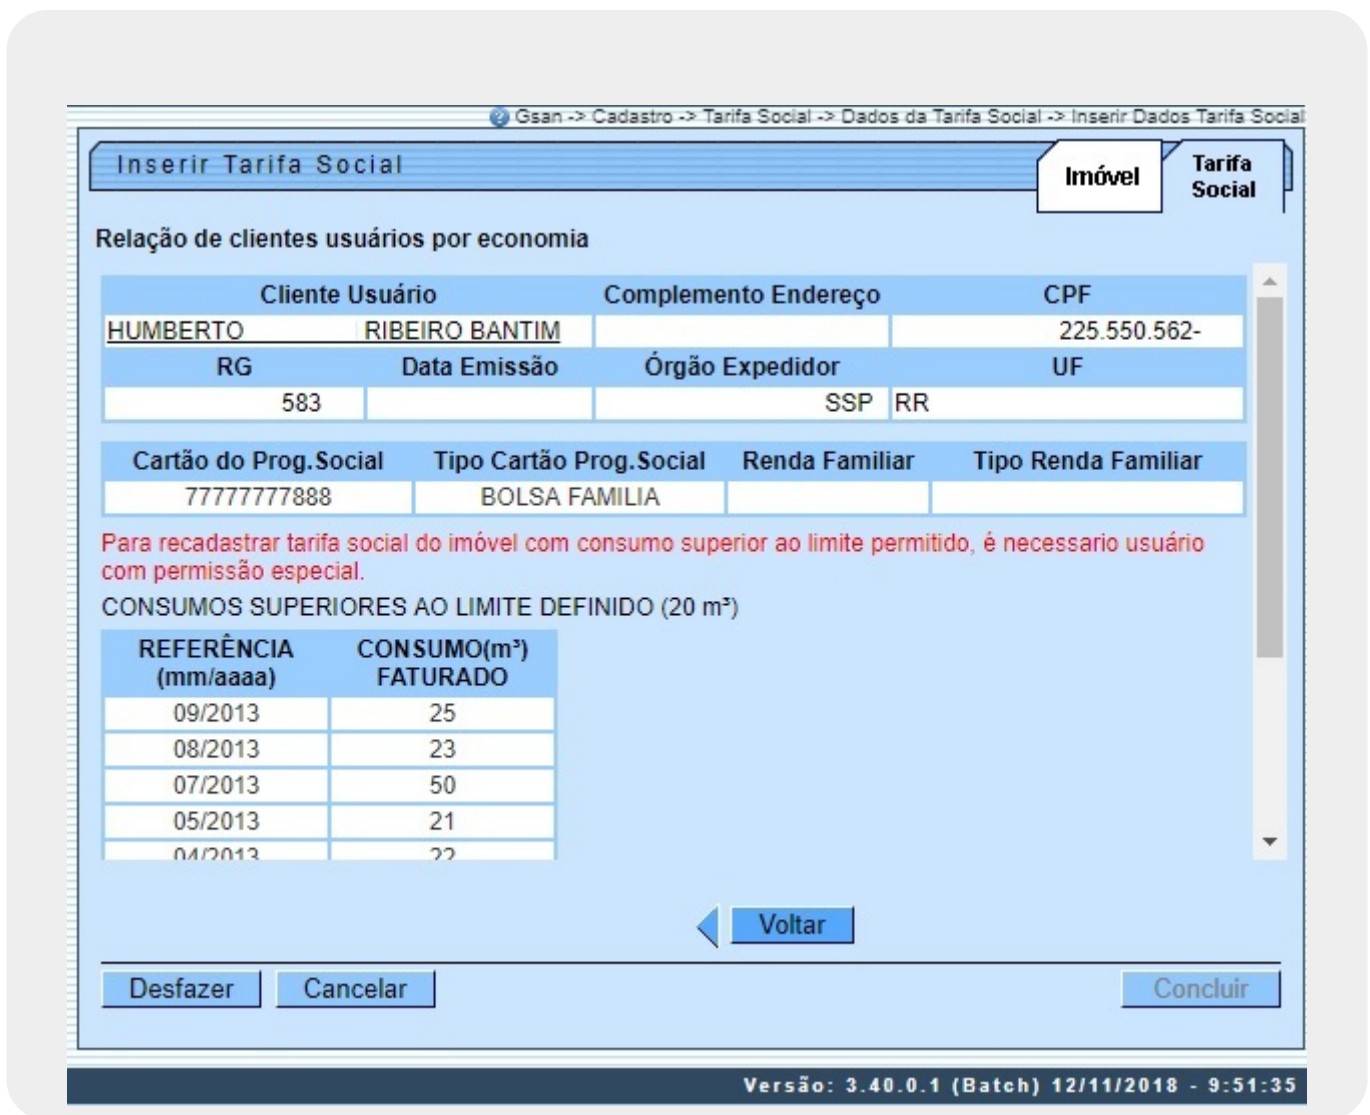 Gsan -> Cadastro -> Tarifa Social -> Dados da Tarifa Social -> Inserir Dados Tarifa Social
Inserir Tarifa Social
Imóvel
Tarifa
Social
Relação de clientes usuários por economia
Cliente Usuário Complemento Endereço CPF
HUMBERTO RIBEIRO BANTIM 225.550.562-
RG Data Emissão Órgão Expedidor UF
583 SSP RR
Cartão do Prog.Social Tipo Cartão Prog.Social Renda Familiar Tipo Renda Familiar
77777777888 BOLSA FAMILIA
Para recadastrar tarifa social do imóvel com consumo superior ao limite permitido, é necessario usuário
com permissão especial.
CONSUMOS SUPERIORES AO LIMITE DEFINIDO (20 m³)
REFERÊNCIA CONSUMO(m³)
(mm/aaaa) FATURADO
09/2013 25
08/2013 23
07/2013 50
05/2013 21
04/2013 22
Voltar
Desfazer Cancelar Concluir
Versão: 3.40.0.1 (Batch) 12/11/2018 - 9:51:35